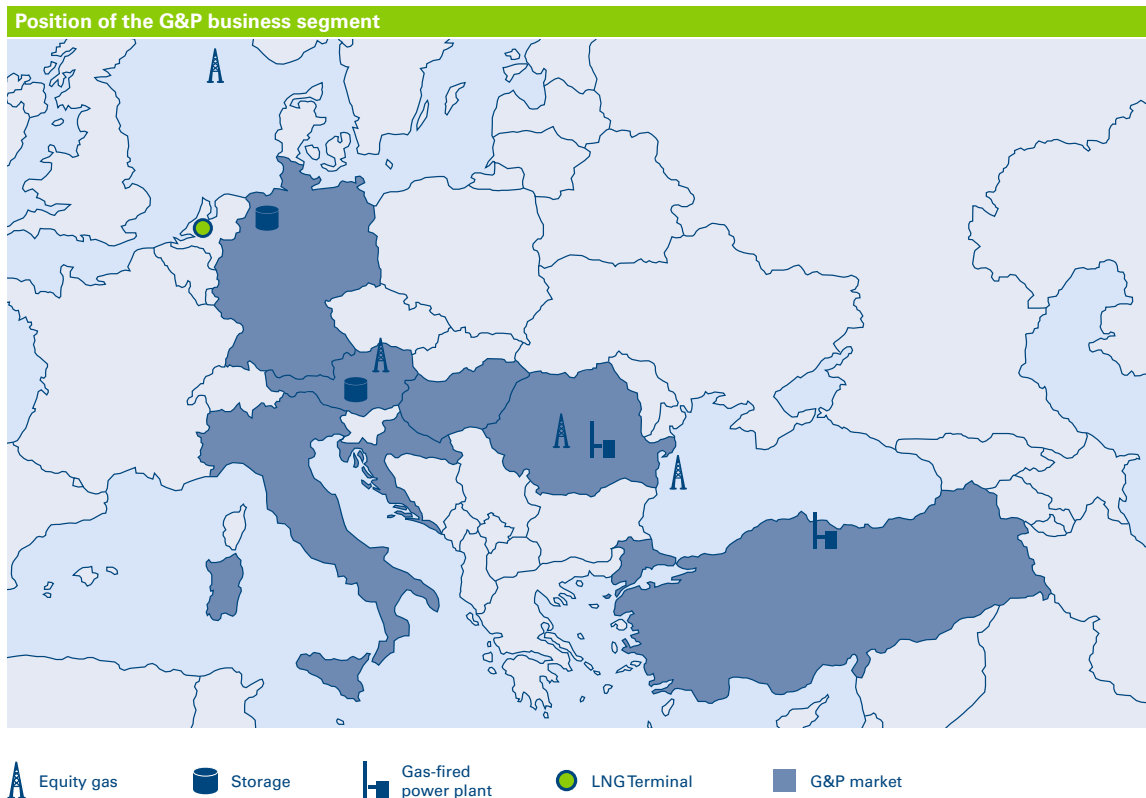 Position of the G&P business segment
Equity gas
Storage
Gas-fired
power plant
LNG Terminal
G&P market